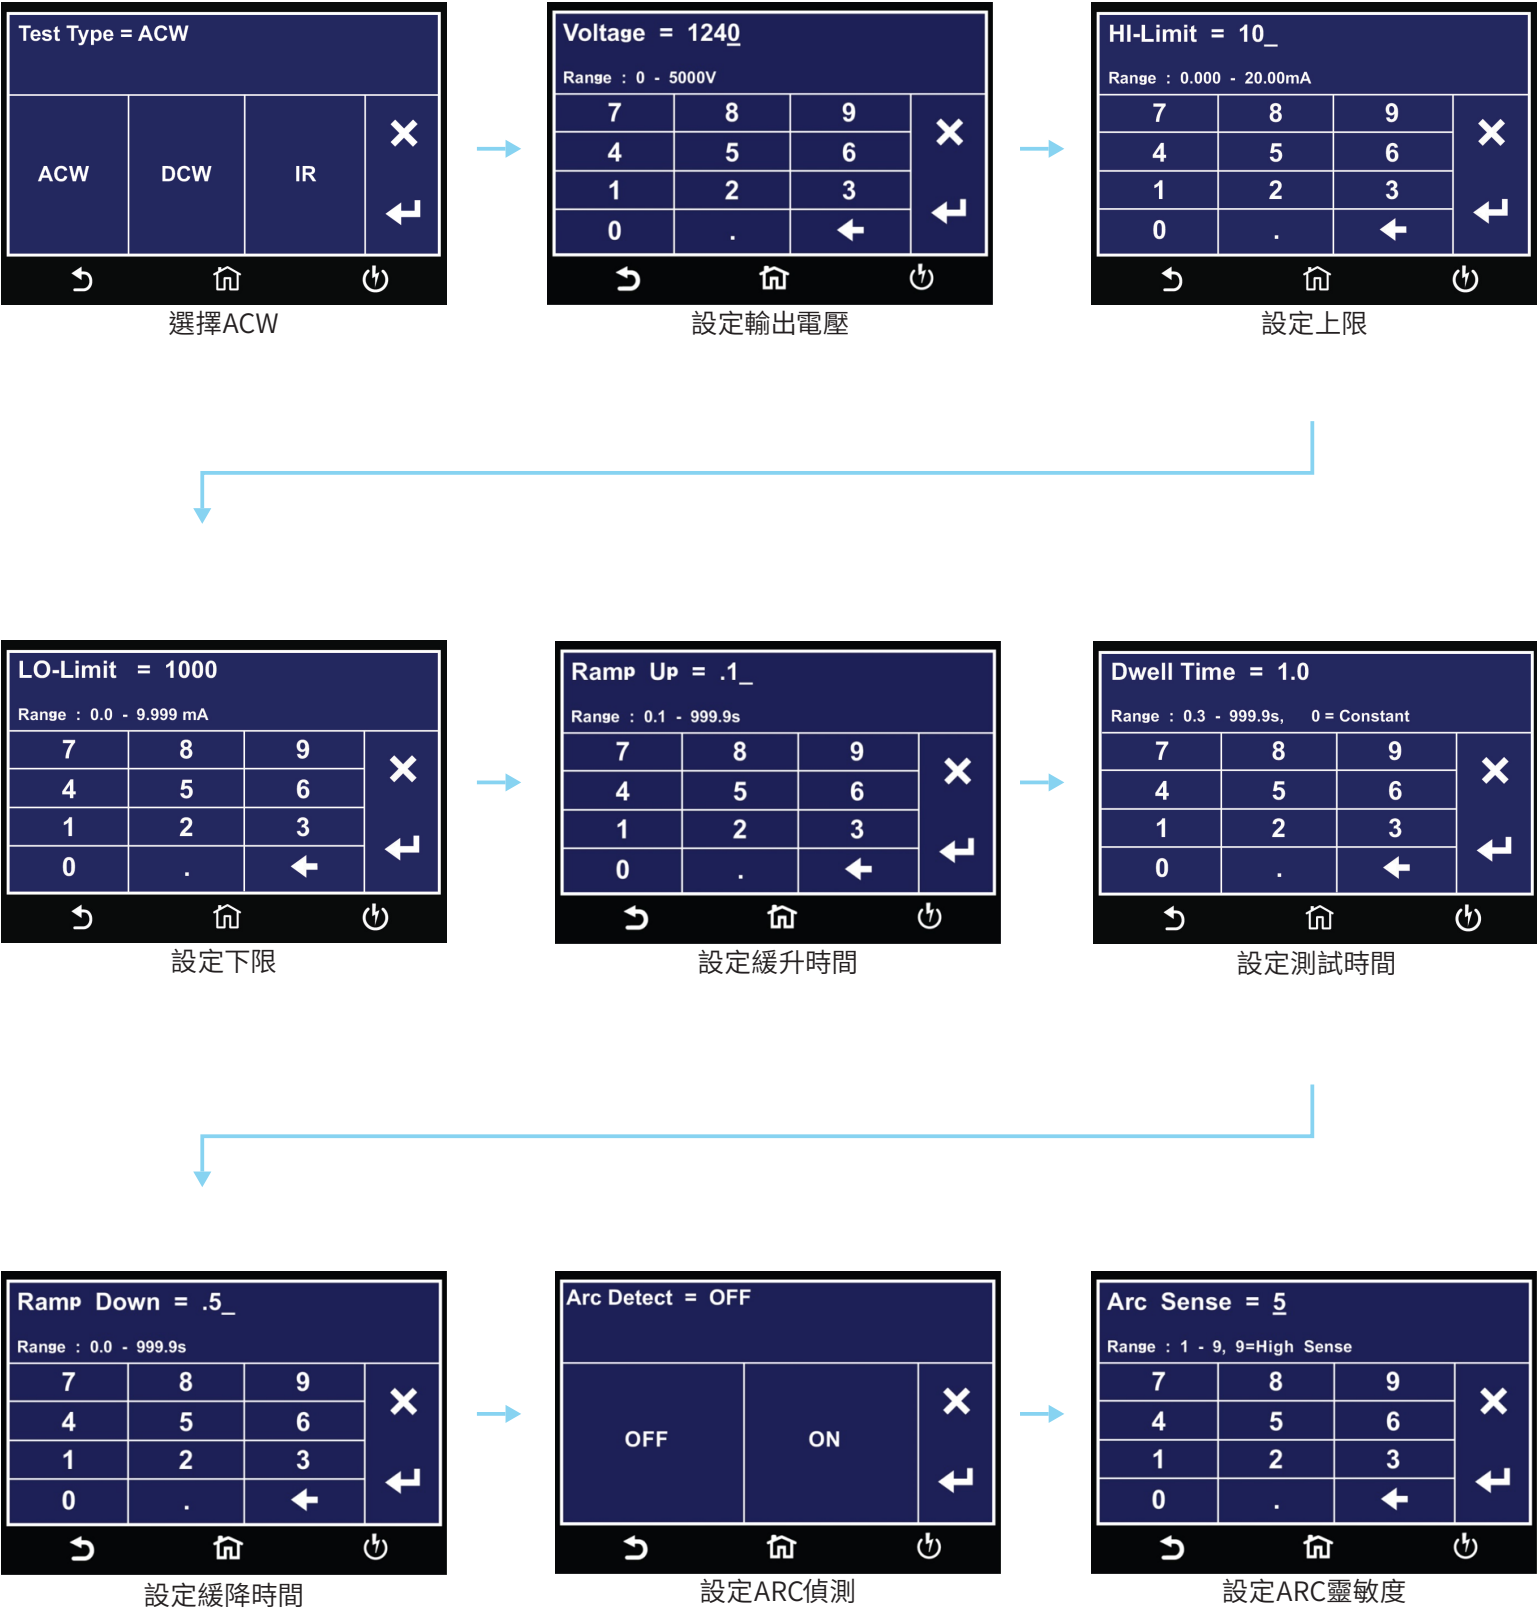 Test Type = ACW
ACW DCW IR
選擇ACW
Voltage = 1240
Range : 0 - 5000V
7 8 9
4 5 6
1 2 3
0 .
設定輸出電壓
HI-Limit = 10_
Range : 0.000 - 20.00mA
7 8 9
4 5 6
1 2 3
0 .
設定上限
LO-Limit = 1000
Range : 0.0 - 9.999 mA
7 8 9
4 5 6
1 2 3
0 .
設定下限
Ramp Up = .1_
Range : 0.1 - 999.9s
7 8 9
4 5 6
1 2 3
0 .
設定緩升時間
Dwell Time = 1.0
Range : 0.3 - 999.9s, 0 = Constant
7 8 9
4 5 6
1 2 3
0 .
設定測試時間
Ramp Down = .5_
Range : 0.0 - 999.9s
7 8 9
4 5 6
1 2 3
0 .
設定緩降時間
Arc Detect = OFF
OFF ON
設定ARC偵測
Arc Sense = 5
Range : 1 - 9, 9=High Sense
7 8 9
4 5 6
1 2 3
0 .
設定ARC靈敏度